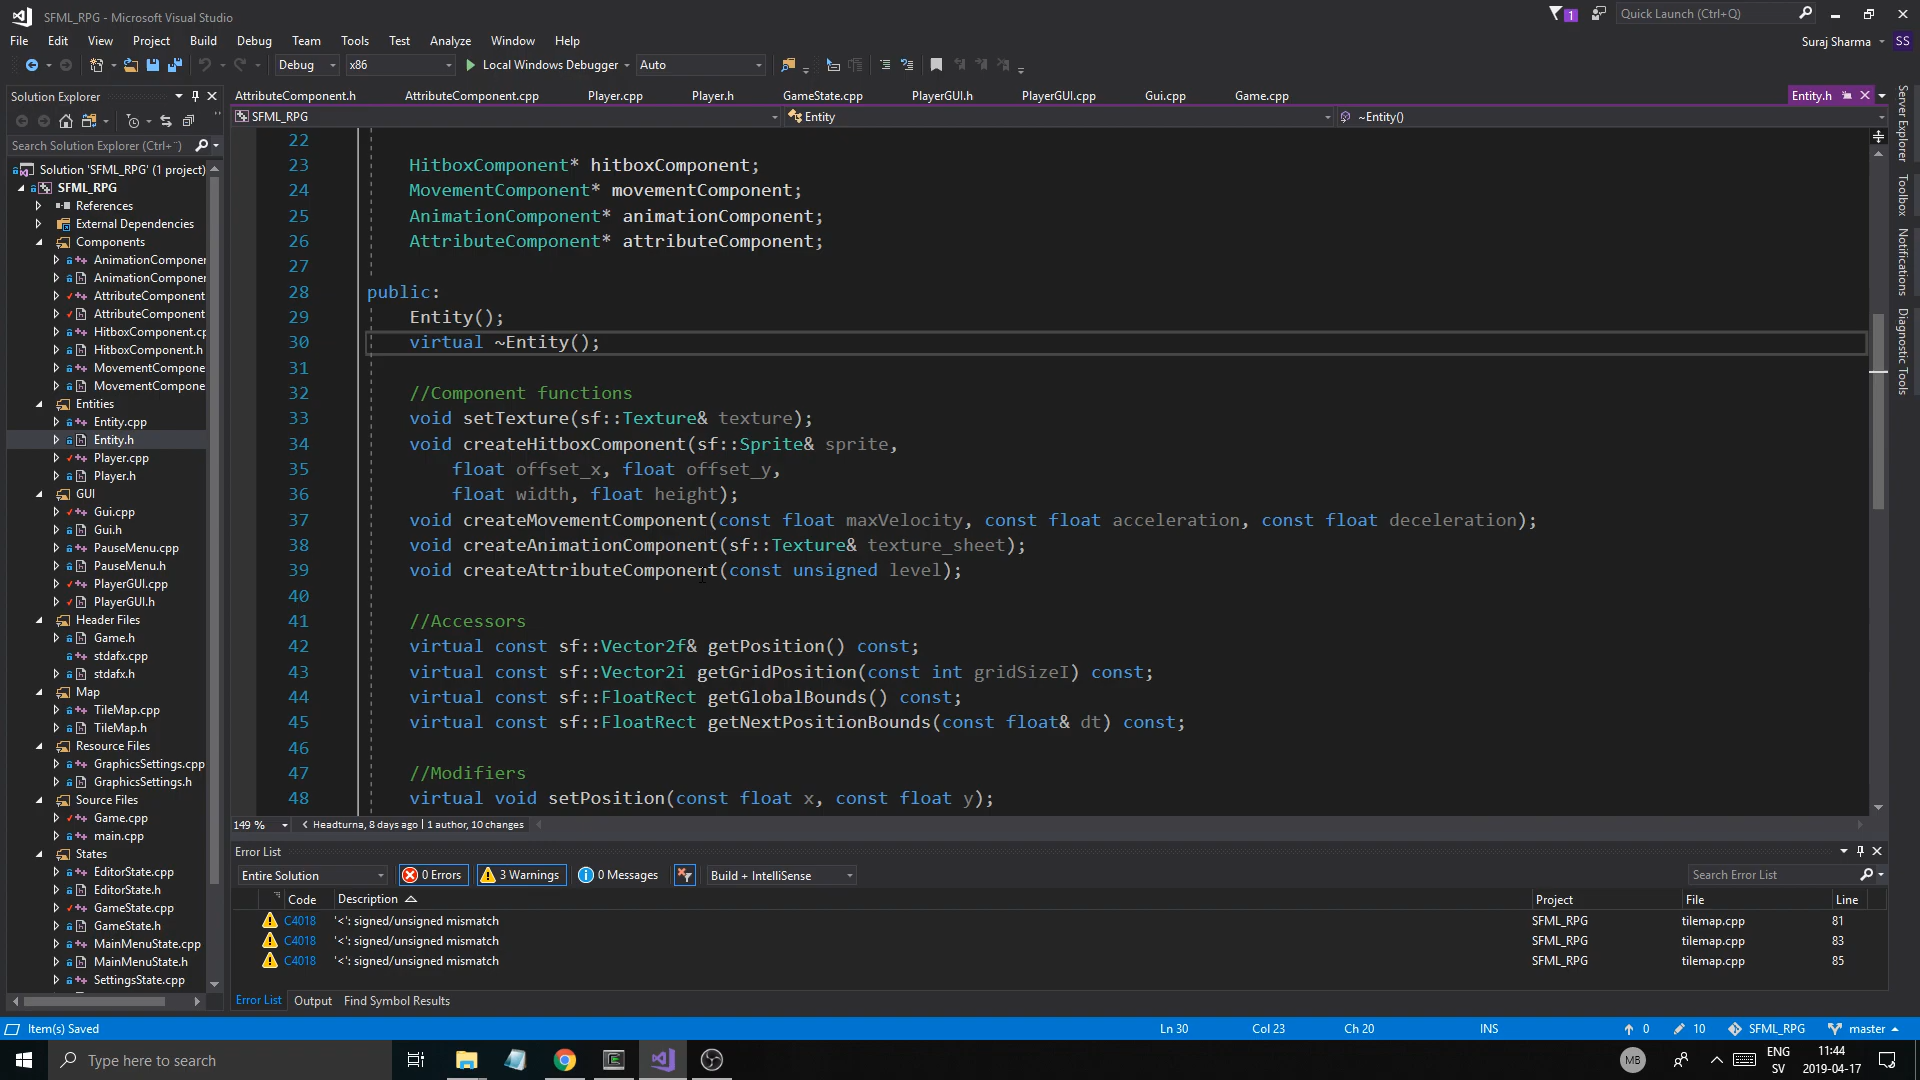 SFML_RPG - Microsoft Visual Studio
1
Quick Launch (Ctrl+Q)
File Edit View Project Build Debug Team Tools Test Analyze Window Help
Suraj Sharma SS
Debug x86 Local Windows Debugger Auto
Solution Explorer
AttributeComponent.h AttributeComponent.cpp Player.cpp Player.h GameState.cpp PlayerGUI.h PlayerGUI.cpp Gui.cpp Game.cpp Entity.h
SFML_RPG Entity ~Entity()
Search Solution Explorer (Ctrl+¨)
Solution 'SFML_RPG' (1 project)
SFML_RPG
References
External Dependencies
Components
AnimationComponen
AnimationComponen
AttributeComponent
AttributeComponent
HitboxComponent.cp
HitboxComponent.h
MovementCompone
MovementCompone
Entities
Entity.cpp
Entity.h
Player.cpp
Player.h
GUI
Gui.cpp
Gui.h
PauseMenu.cpp
PauseMenu.h
PlayerGUI.cpp
PlayerGUI.h
Header Files
Game.h
stdafx.cpp
stdafx.h
Map
TileMap.cpp
TileMap.h
Resource Files
GraphicsSettings.cpp
GraphicsSettings.h
Source Files
Game.cpp
main.cpp
States
EditorState.cpp
EditorState.h
GameState.cpp
GameState.h
MainMenuState.cpp
MainMenuState.h
SettingsState.cpp
22
23 HitboxComponent* hitboxComponent;
24 MovementComponent* movementComponent;
25 AnimationComponent* animationComponent;
26 AttributeComponent* attributeComponent;
27
28 public:
29 Entity();
30 virtual ~Entity();
31
32 //Component functions
33 void setTexture(sf::Texture& texture);
34 void createHitboxComponent(sf::Sprite& sprite,
35 float offset_x, float offset_y,
36 float width, float height);
37 void createMovementComponent(const float maxVelocity, const float acceleration, const float deceleration);
38 void createAnimationComponent(sf::Texture& texture_sheet);
39 void createAttributeComponent(const unsigned level);
40
41 //Accessors
42 virtual const sf::Vector2f& getPosition() const;
43 virtual const sf::Vector2i getGridPosition(const int gridSizeI) const;
44 virtual const sf::FloatRect getGlobalBounds() const;
45 virtual const sf::FloatRect getNextPositionBounds(const float& dt) const;
46
47 //Modifiers
48 virtual void setPosition(const float x, const float y);
149 % Headturna, 8 days ago | 1 author, 10 changes
Server Explorer
Toolbox
Notifications
Diagnostic Tools
Error List
Entire Solution 0 Errors 3 Warnings 0 Messages Build + IntelliSense Search Error List
Code Description Project File Line
C4018 '<': signed/unsigned mismatch SFML_RPG tilemap.cpp 81
C4018 '<': signed/unsigned mismatch SFML_RPG tilemap.cpp 83
C4018 '<': signed/unsigned mismatch SFML_RPG tilemap.cpp 85
Error List Output Find Symbol Results
Item(s) Saved Ln 30 Col 23 Ch 20 INS 0 10 SFML_RPG master
Type here to search
MB
ENG
SV
11:44
2019-04-17